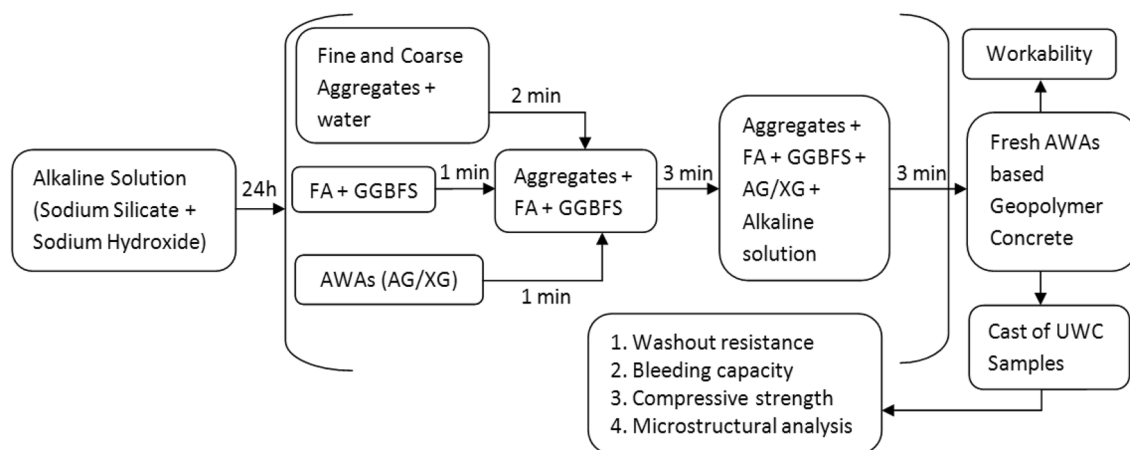 Alkaline Solution
(Sodium Silicate +
Sodium Hydroxide)
24h
Fine and Coarse
Aggregates +
water
2 min
FA + GGBFS
1 min
AWAs (AG/XG)
1 min
Aggregates +
FA + GGBFS
3 min
Aggregates +
FA + GGBFS +
AG/XG +
Alkaline
solution
3 min
Workability
Fresh AWAs
based
Geopolymer
Concrete
Cast of UWC
Samples
1. Washout resistance
2. Bleeding capacity
3. Compressive strength
4. Microstructural analysis